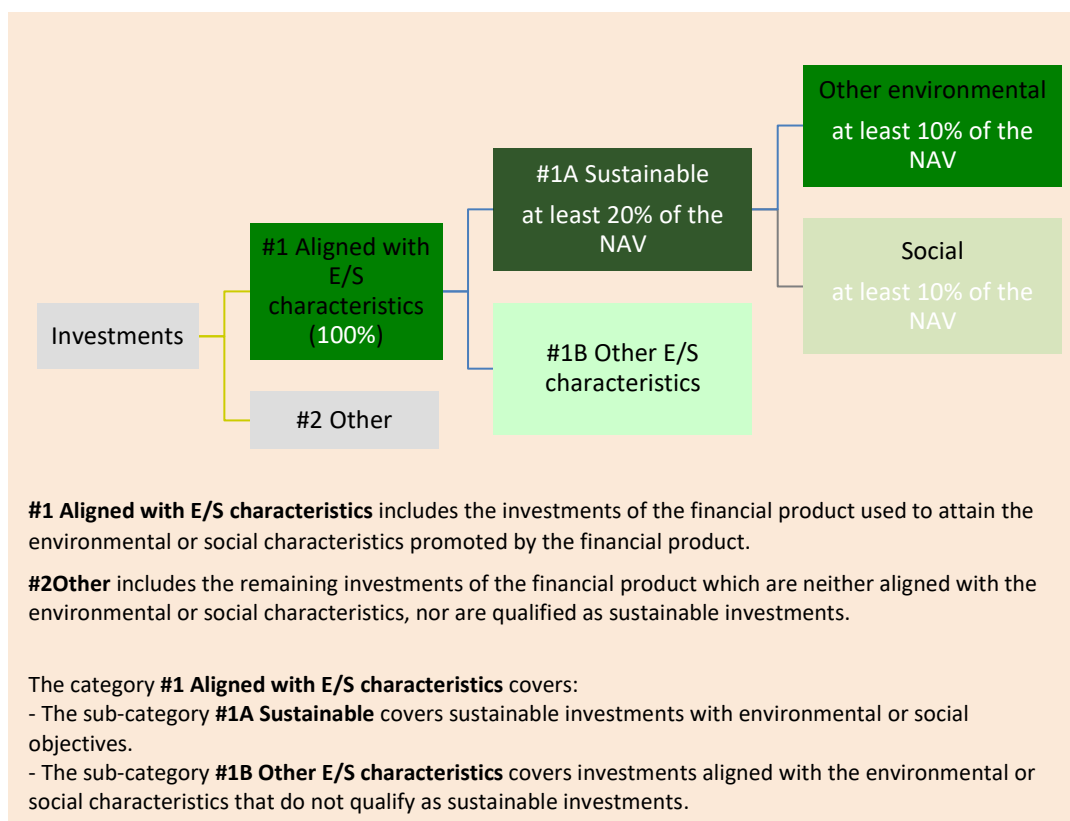 Investments
#1 Aligned with
E/S
characteristics
(100%)
#2 Other
#1A Sustainable
at least 20% of the
NAV
#1B Other E/S
characteristics
Other environmental
at least 10% of the
NAV
Social
at least 10% of the
NAV
#1 Aligned with E/S characteristics includes the investments of the financial product used to attain the
environmental or social characteristics promoted by the financial product.
#2Other includes the remaining investments of the financial product which are neither aligned with the
environmental or social characteristics, nor are qualified as sustainable investments.
The category #1 Aligned with E/S characteristics covers:
- The sub-category #1A Sustainable covers sustainable investments with environmental or social
objectives.
- The sub-category #1B Other E/S characteristics covers investments aligned with the environmental or
social characteristics that do not qualify as sustainable investments.